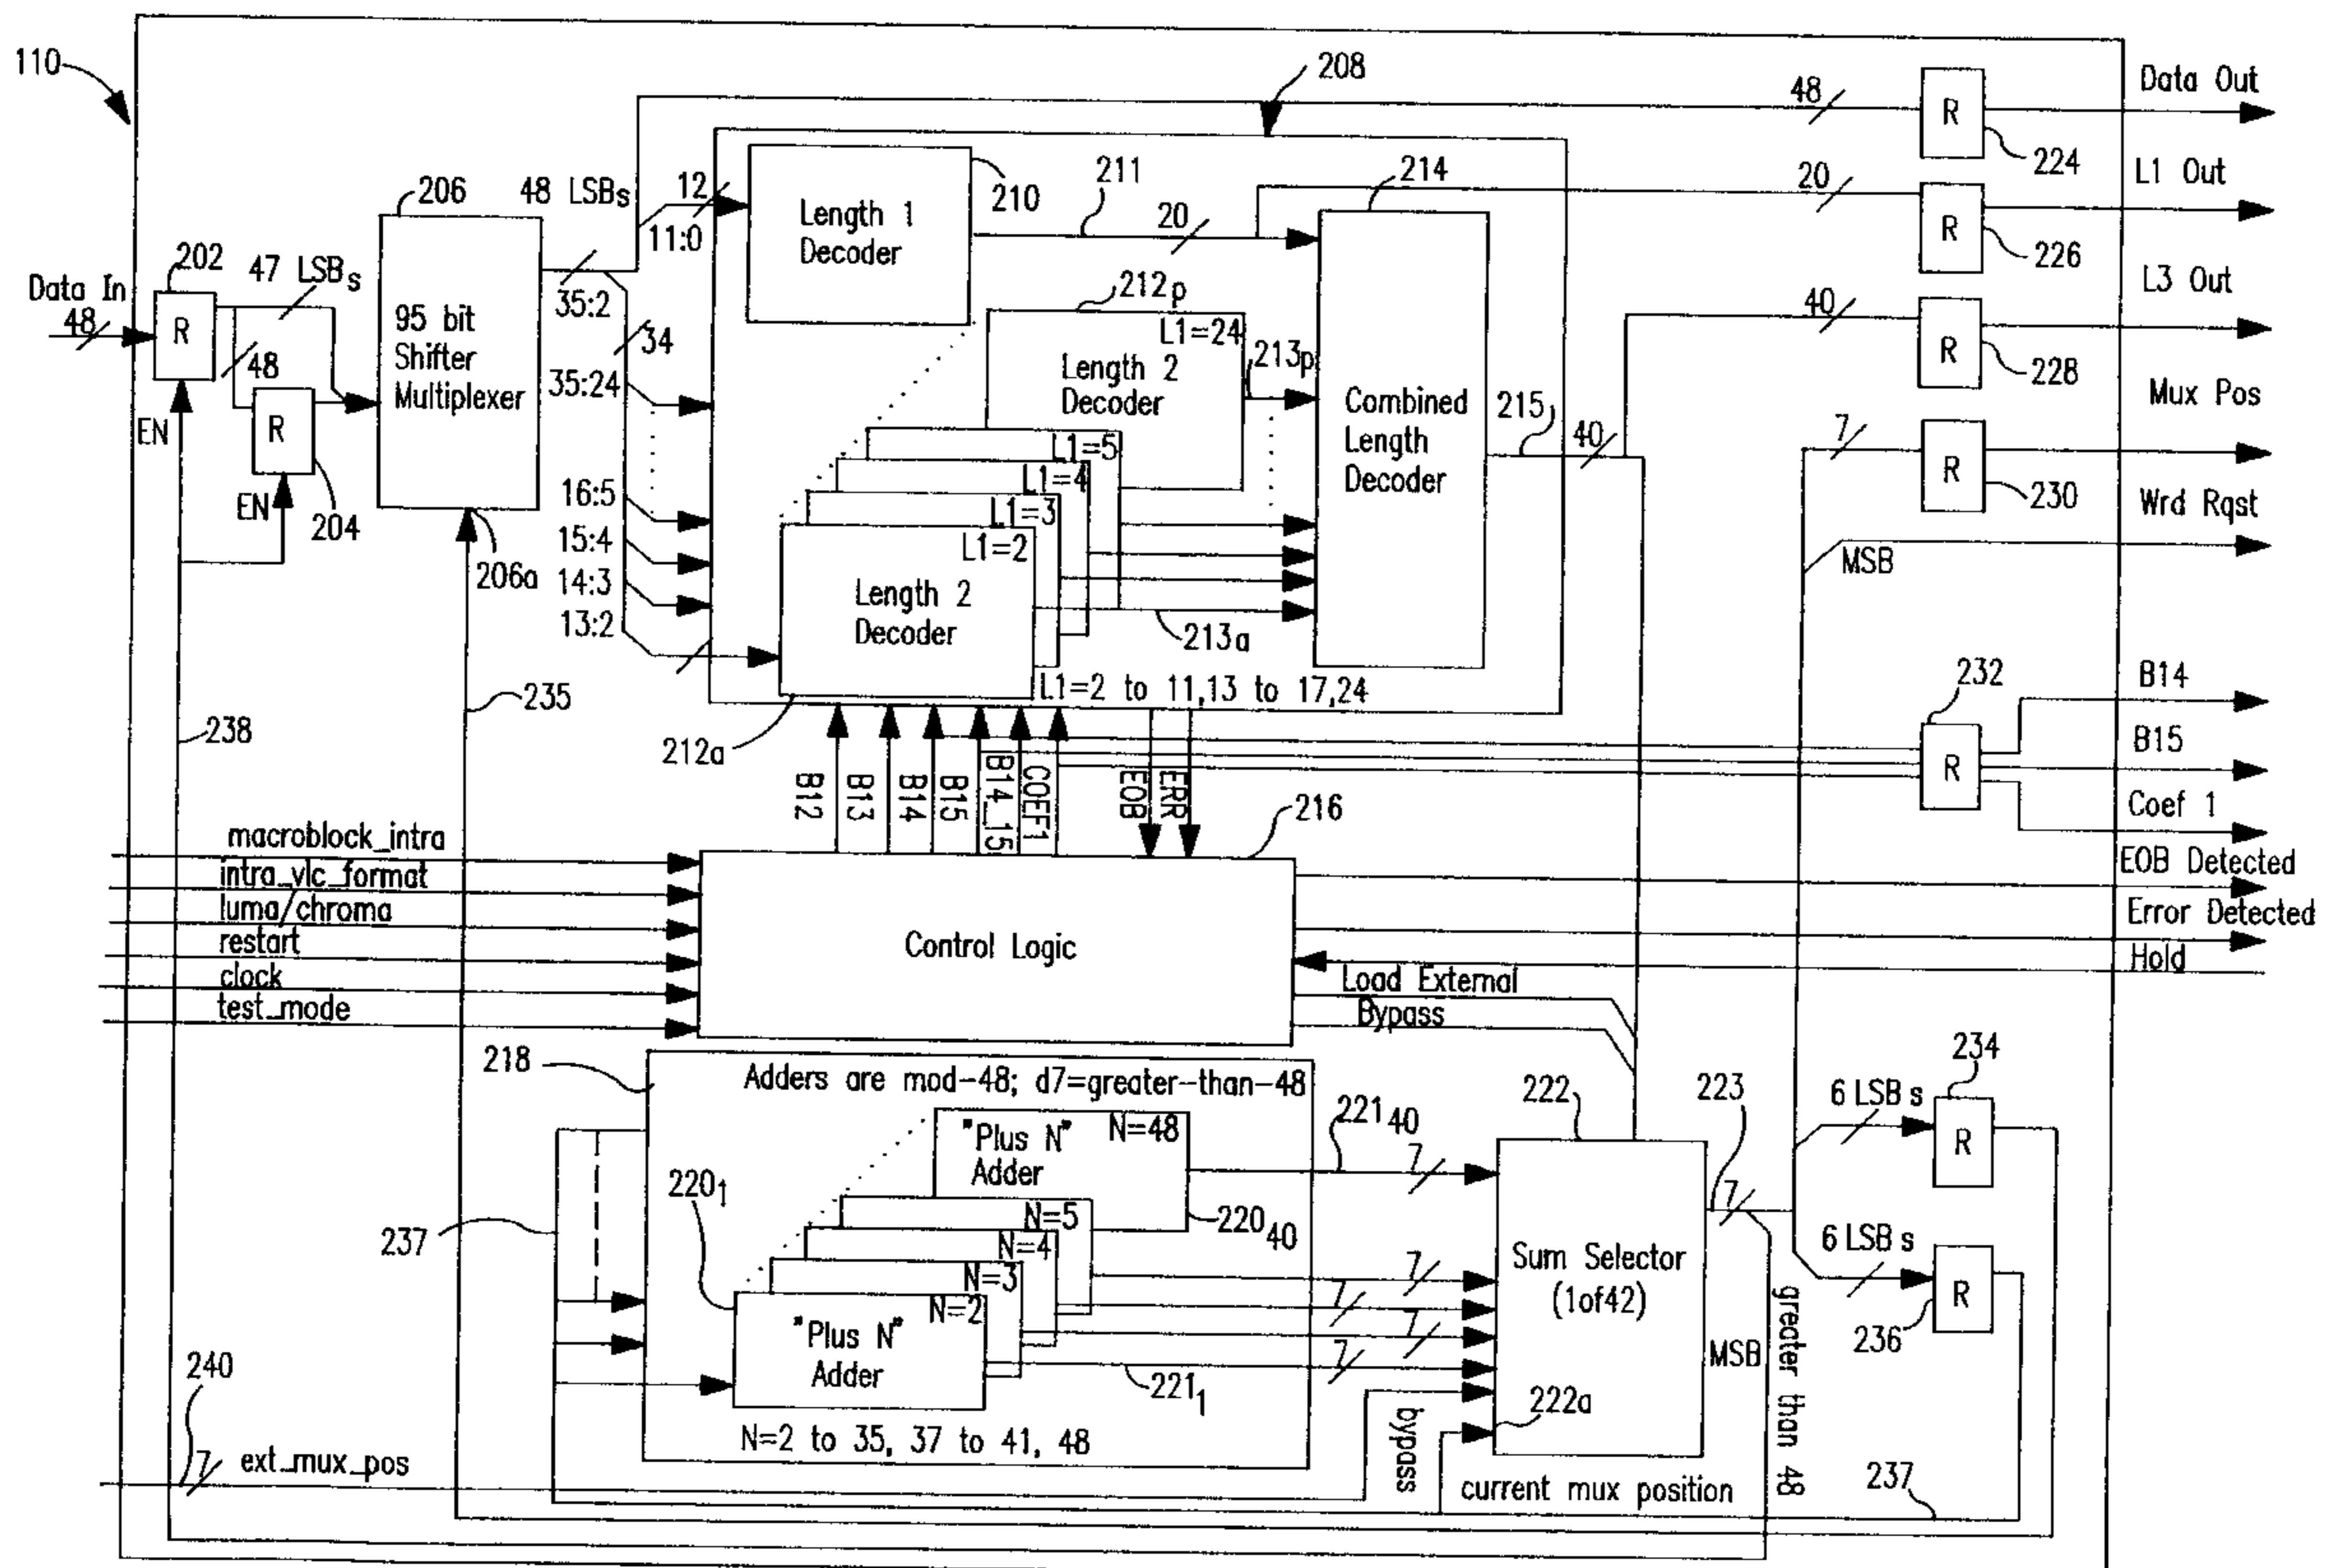 110
208
48
Data Out
R
224
206
48 LSBs
12
11:0
Length 1
Decoder
210
211
20
214
20
L1 Out
R
226
202
47 LSBs
Data In
48
R
48
95 bit
Shifter
Multiplexer
35:2
34
212p
L1=24
Length 2
Decoder
213p
40
L3 Out
R
228
EN
R
EN
204
35:24
L1=5
L1=4
L1=3
L1=2
Combined
Length
Decoder
215
40
Mux Pos
7
R
230
Wrd Rqst
MSB
206a
16:5
15:4
14:3
13:2
Length 2
Decoder
213a
L1=2 to 11,13 to 17,24
212a
235
238
B12
B13
B14
B15
B14_15
COEF1
EOB
ERR
232
R
B14
B15
Coef 1
216
macroblock_intra
intra_vlc_format
luma/chroma
restart
clock
test_mode
Control Logic
EOB Detected
Error Detected
Hold
Load External
Bypass
218
Adders are mod-48; d7=greater-than-48
"Plus N"
Adder
N=48
221 40
7
222
223
7
6 LSBs
234
R
220 1
220 40
237
N=5
N=4
N=3
N=2
"Plus N"
Adder
7
7
7
7
221 1
Sum Selector
(1of42)
6 LSBs
R
236
MSB
grecter than 48
222a
bypass
N=2 to 35, 37 to 41, 48
240
7
ext_mux_pos
current mux position
237